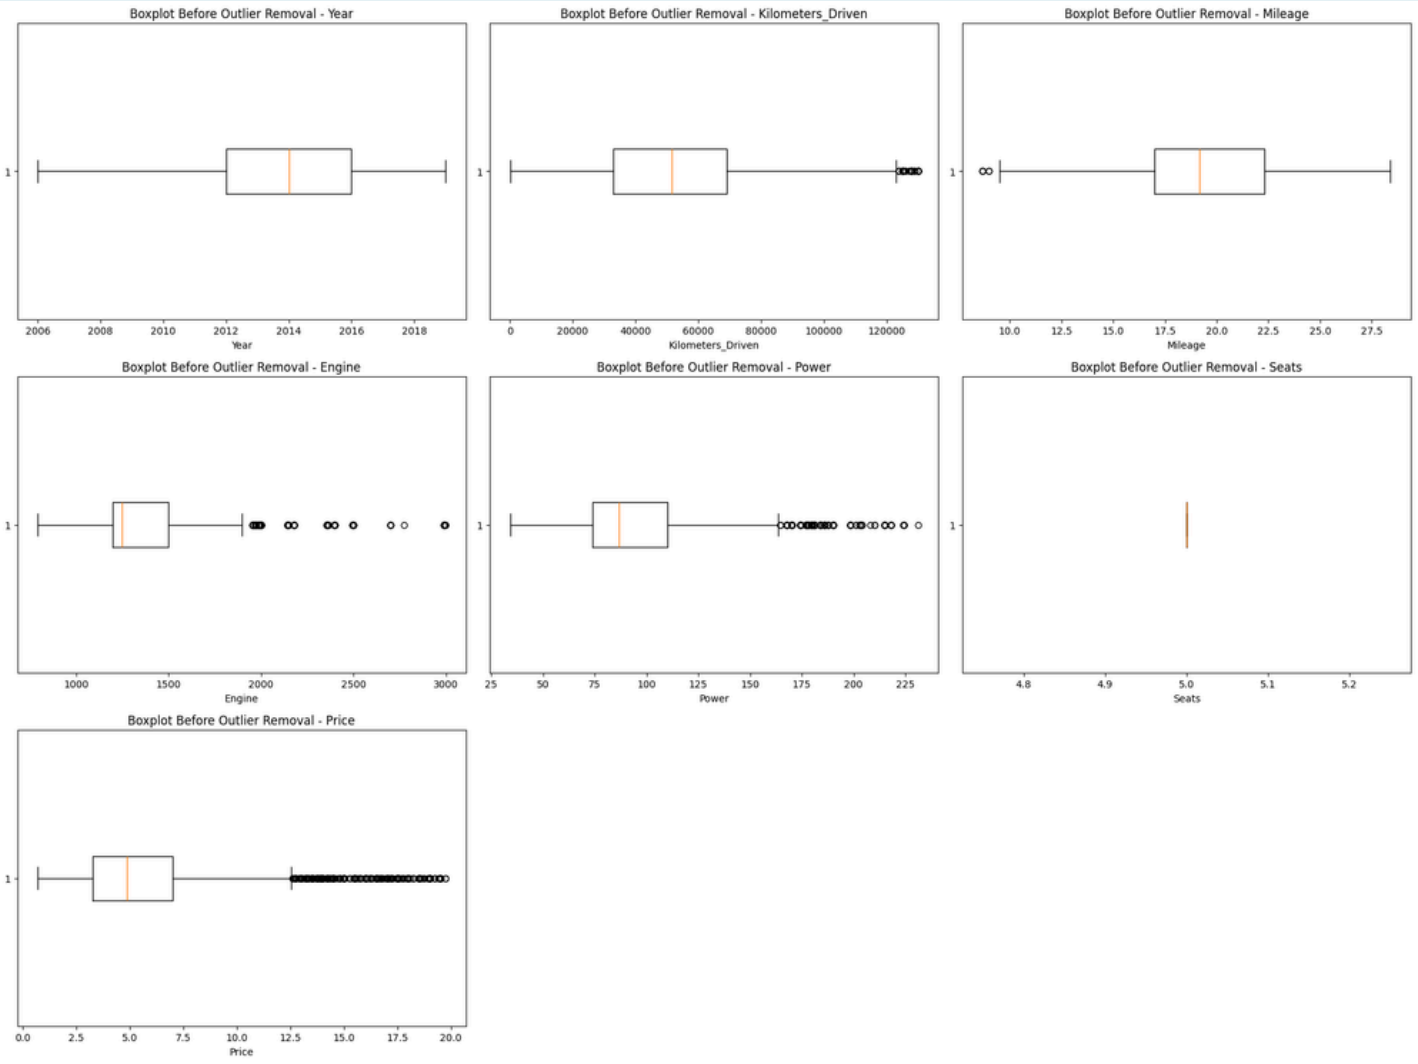 Boxplot Before Outlier Removal - Year
1
2006 2008 2010 2012 2014 2016 2018
Year
Boxplot Before Outlier Removal - Kilometers_Driven
1
0 20000 40000 60000 80000 100000 120000
Kilometers_Driven
Boxplot Before Outlier Removal - Mileage
1
10.0 12.5 15.0 17.5 20.0 22.5 25.0 27.5
Mileage
Boxplot Before Outlier Removal - Engine
1
1000 1500 2000 2500 3000
Engine
Boxplot Before Outlier Removal - Power
1
25 50 75 100 125 150 175 200 225
Power
Boxplot Before Outlier Removal - Seats
1
4.8 4.9 5.0 5.1 5.2
Seats
Boxplot Before Outlier Removal - Price
1
0.0 2.5 5.0 7.5 10.0 12.5 15.0 17.5 20.0
Price